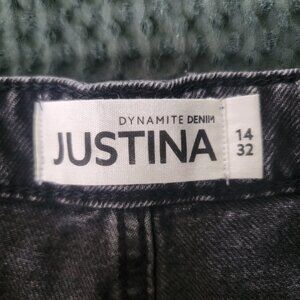 DYNAMITE DENIM
JUSTINA
14
32